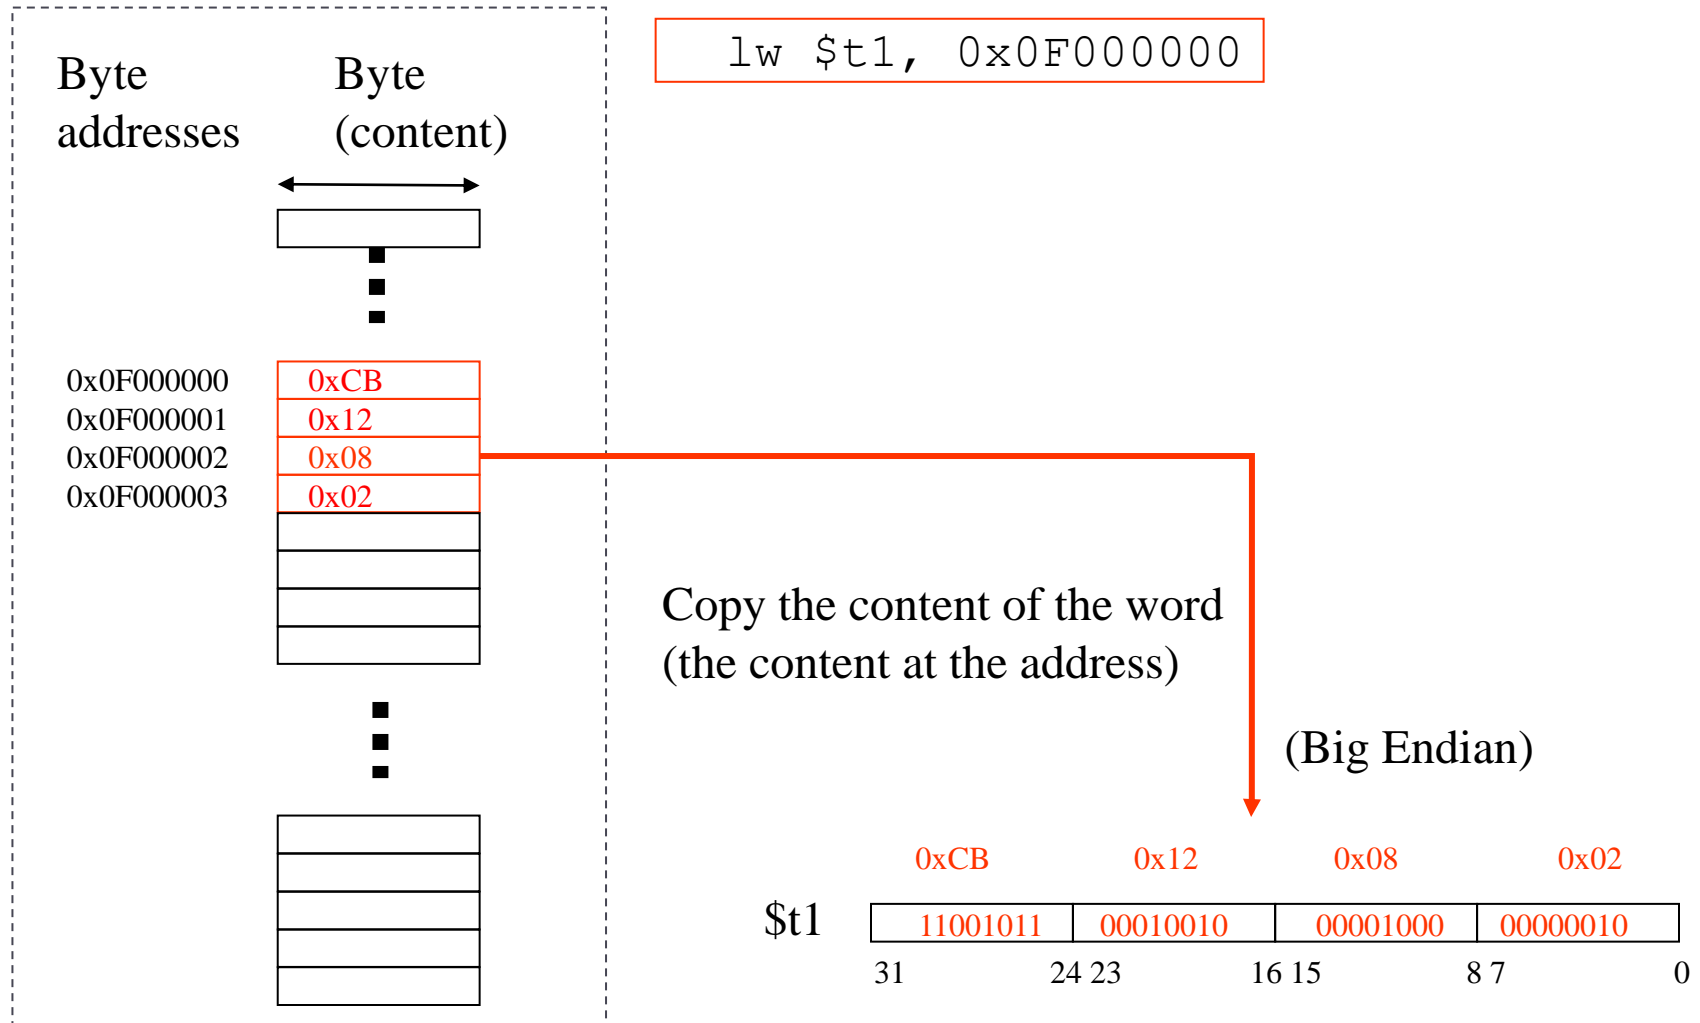 lw $t1, 0x0F000000
Byte addresses
Byte (content)
0x0F000000 0xCB
0x0F000001 0x12
0x0F000002 0x08
0x0F000003 0x02
Copy the content of the word
(the content at the address)
(Big Endian)
0xCB 0x12 0x08 0x02
$t1 11001011 00010010 00001000 00000010
31 24 23 16 15 8 7 0